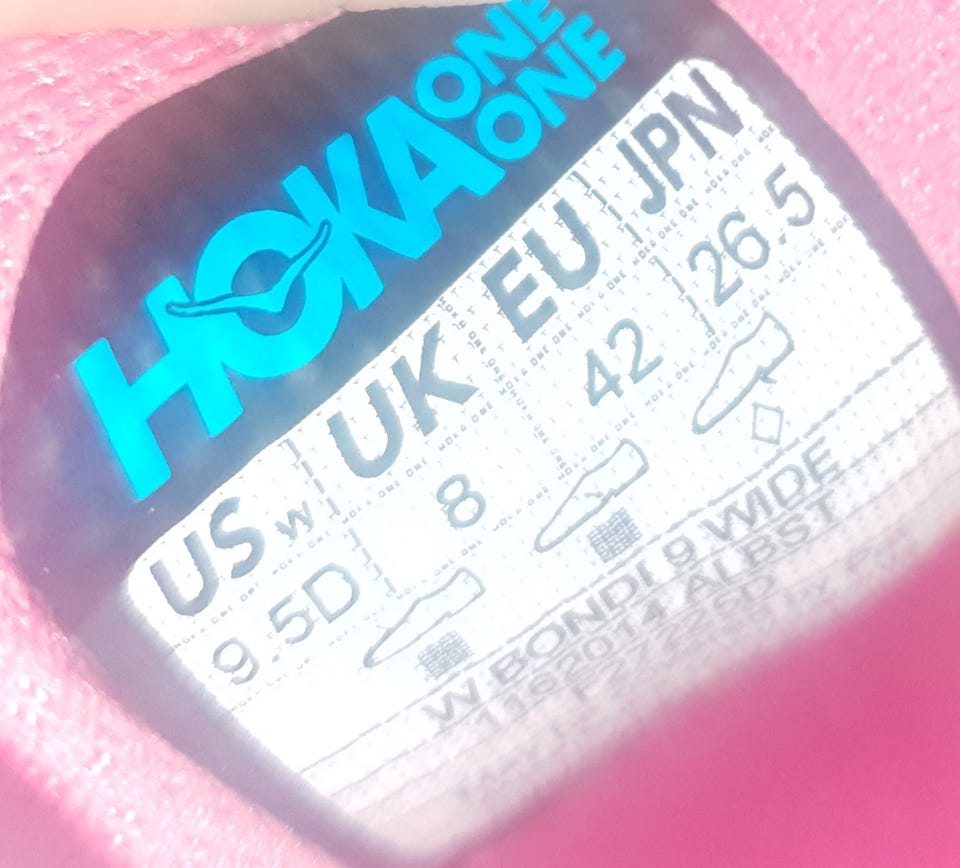 HOKA ONE ONE
US W UK EU JPN
9.5D 8 42 26.5
W BONDI 9 WIDE
1162014 ALBST